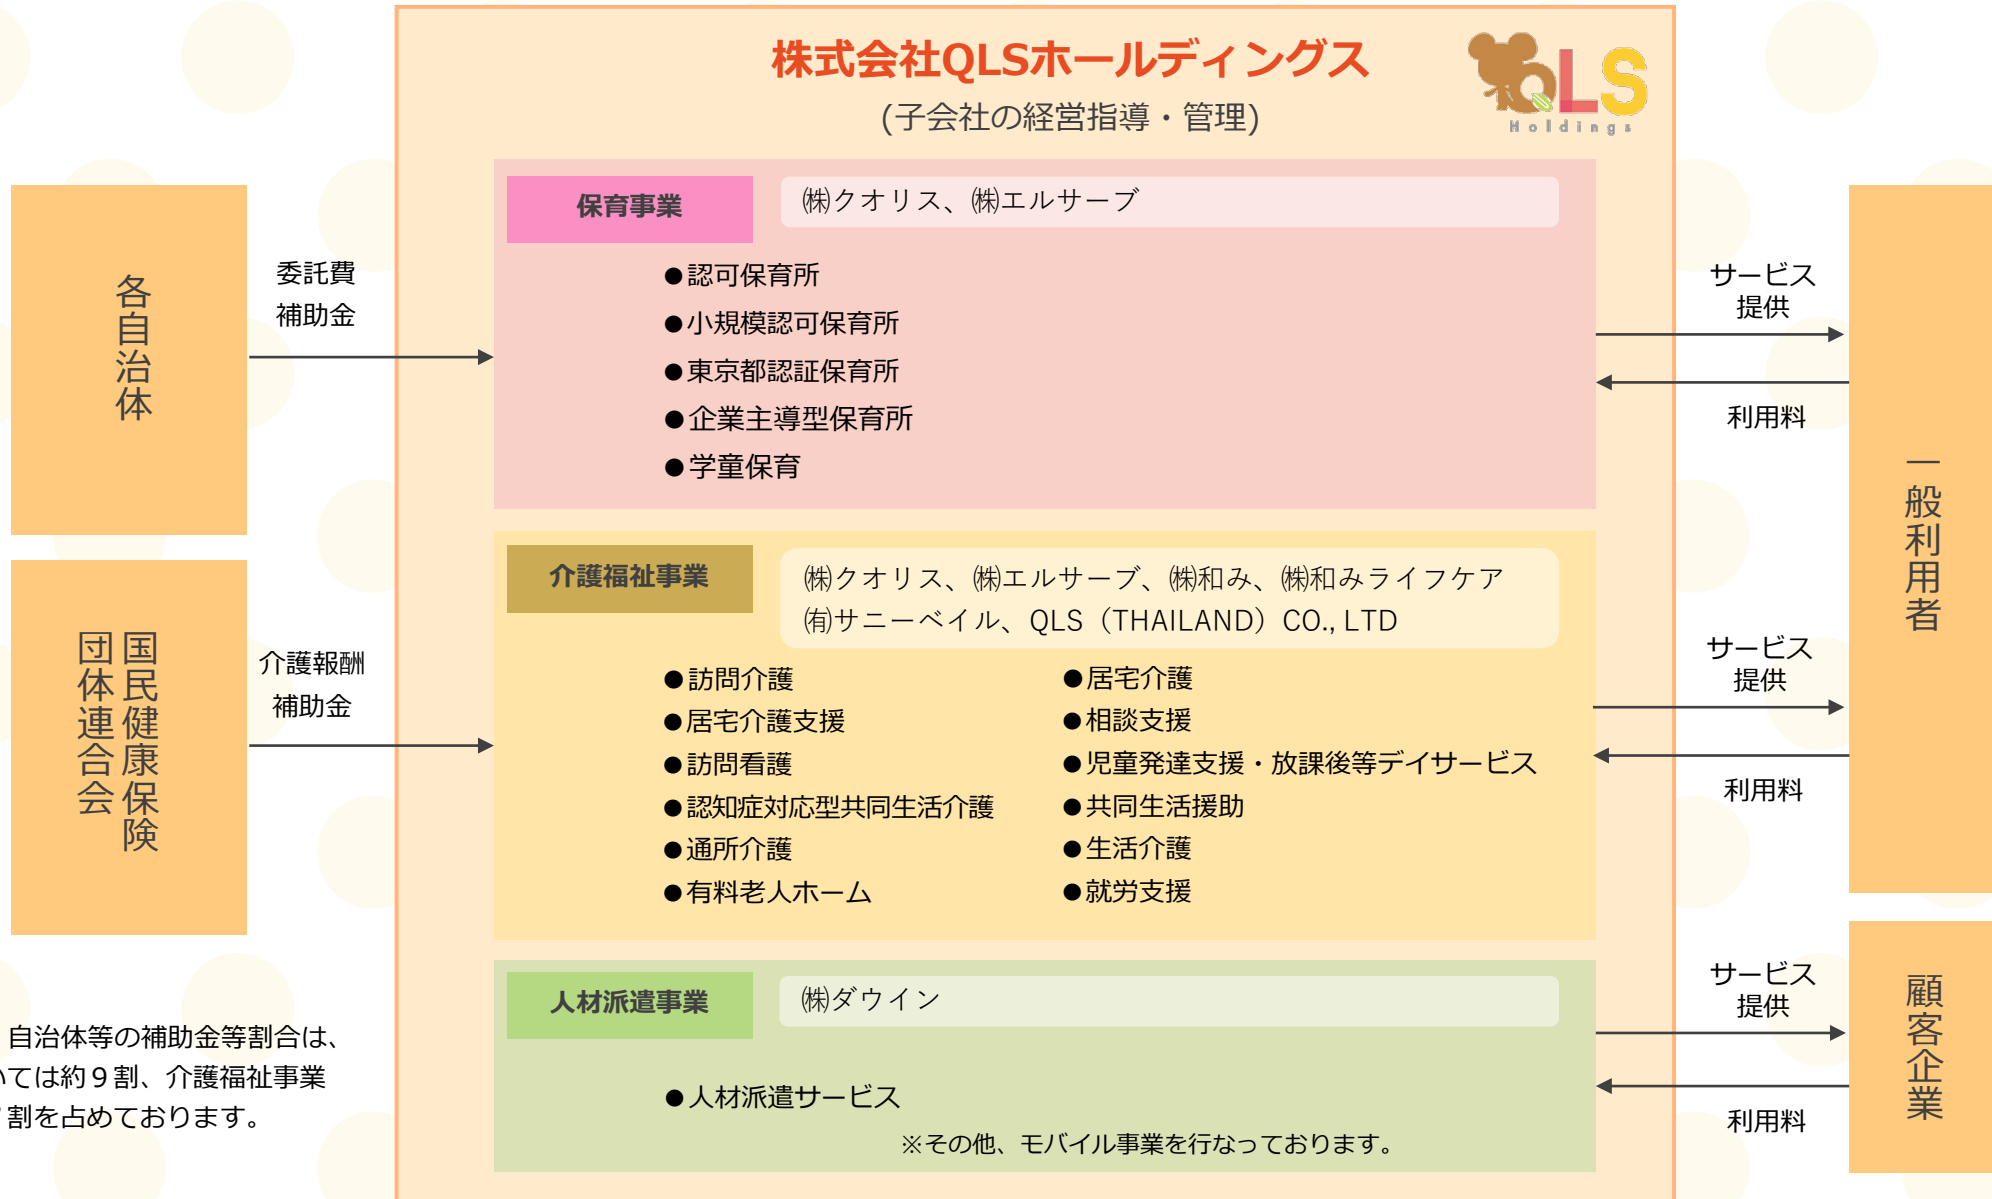 株式会社QLSホールディングス
(子会社の経営指導・管理)
QLS
Holdings
各自治体
委託費
補助金
保育事業
㈱クオリス、㈱エルサーブ
●認可保育所
●小規模認可保育所
●東京都認証保育所
●企業主導型保育所
●学童保育
サービス
提供
利用料
一般利用者
国民健康保険
団体連合会
介護報酬
補助金
介護福祉事業
㈱クオリス、㈱エルサーブ、㈱和み、㈱和みライフケア
㈲サニーベイル、QLS（THAILAND）CO., LTD
●訪問介護
●居宅介護支援
●訪問看護
●認知症対応型共同生活介護
●通所介護
●有料老人ホーム
●居宅介護
●相談支援
●児童発達支援・放課後等デイサービス
●共同生活援助
●生活介護
●就労支援
サービス
提供
利用料
人材派遣事業
㈱ダウイン
●人材派遣サービス
※その他、モバイル事業を行なっております。
サービス
提供
利用料
顧客企業
自治体等の補助金等割合は、
いては約９割、介護福祉事業
割を占めております。